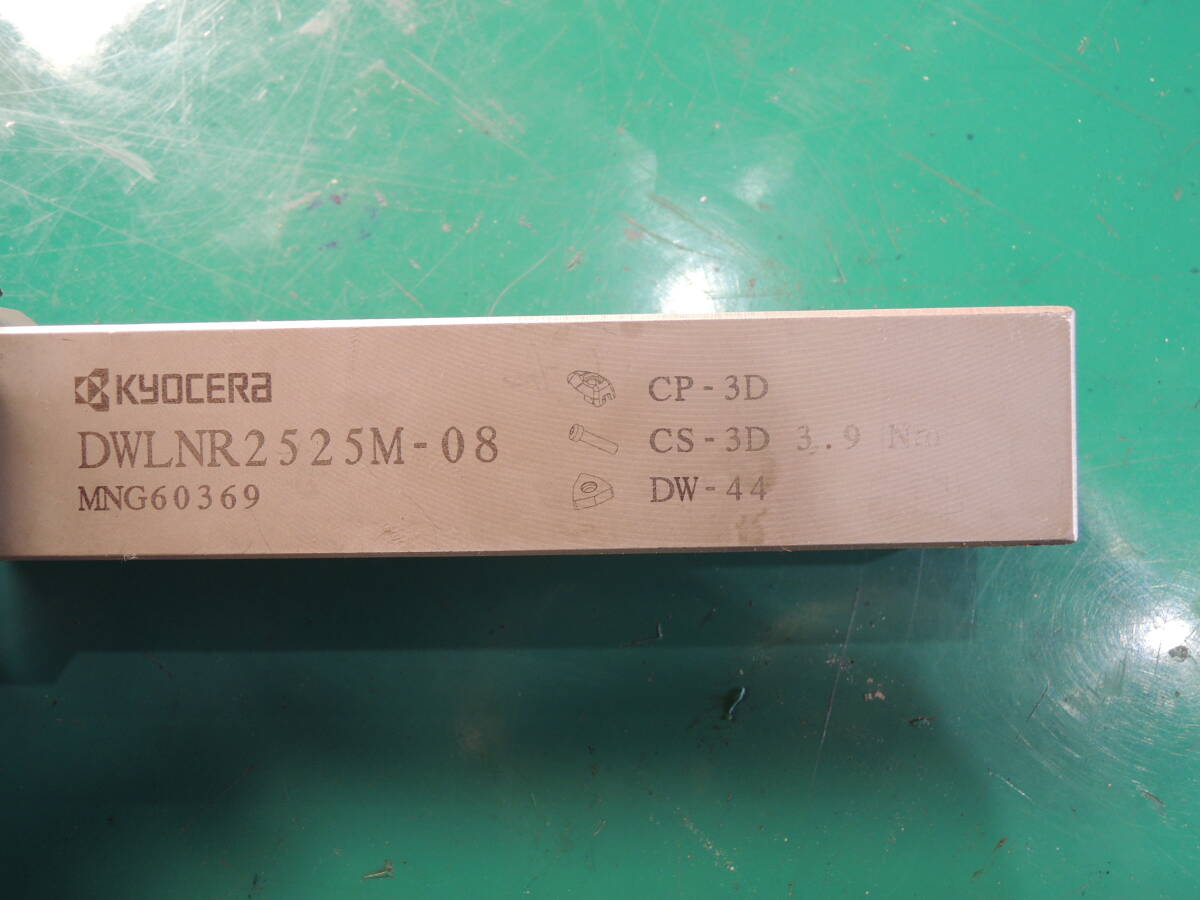 KYOCERA
DWLNR2525M-08
MNG60369
CP-3D
CS-3D 3.9 Nm
DW-44